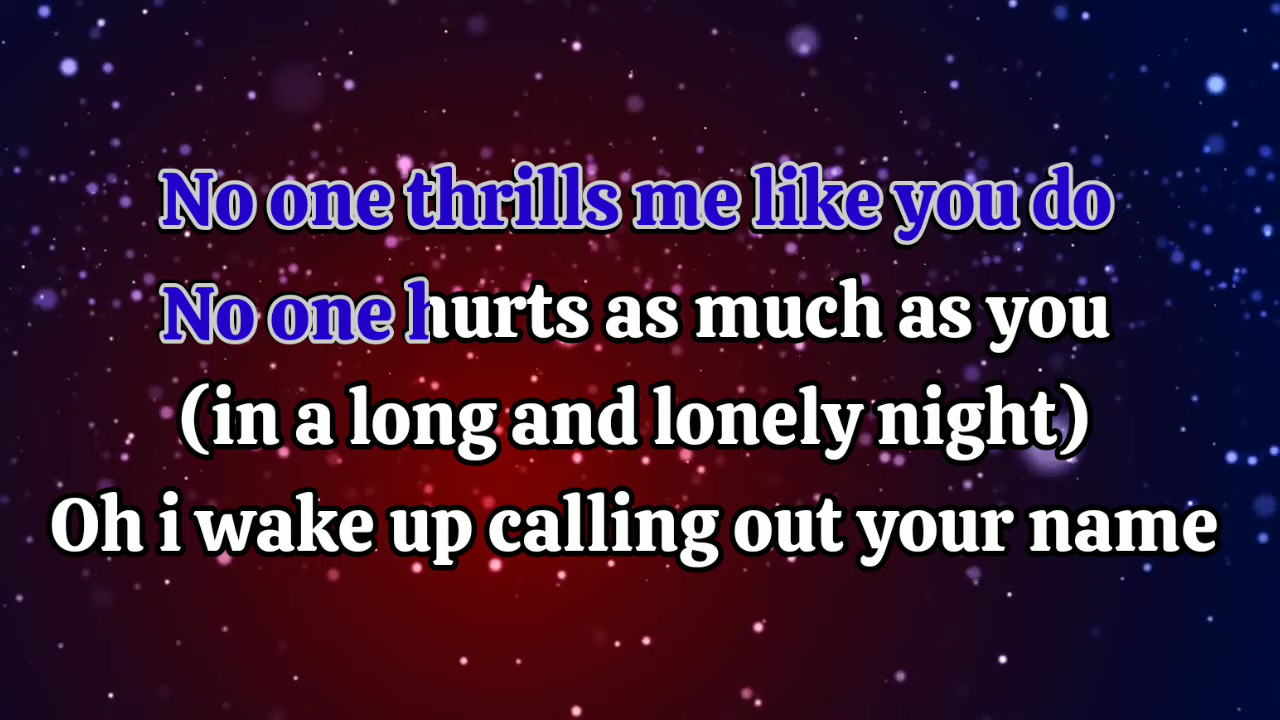 No one thrills me like you do
No one hurts as much as you
(in a long and lonely night)
Oh i wake up calling out your name